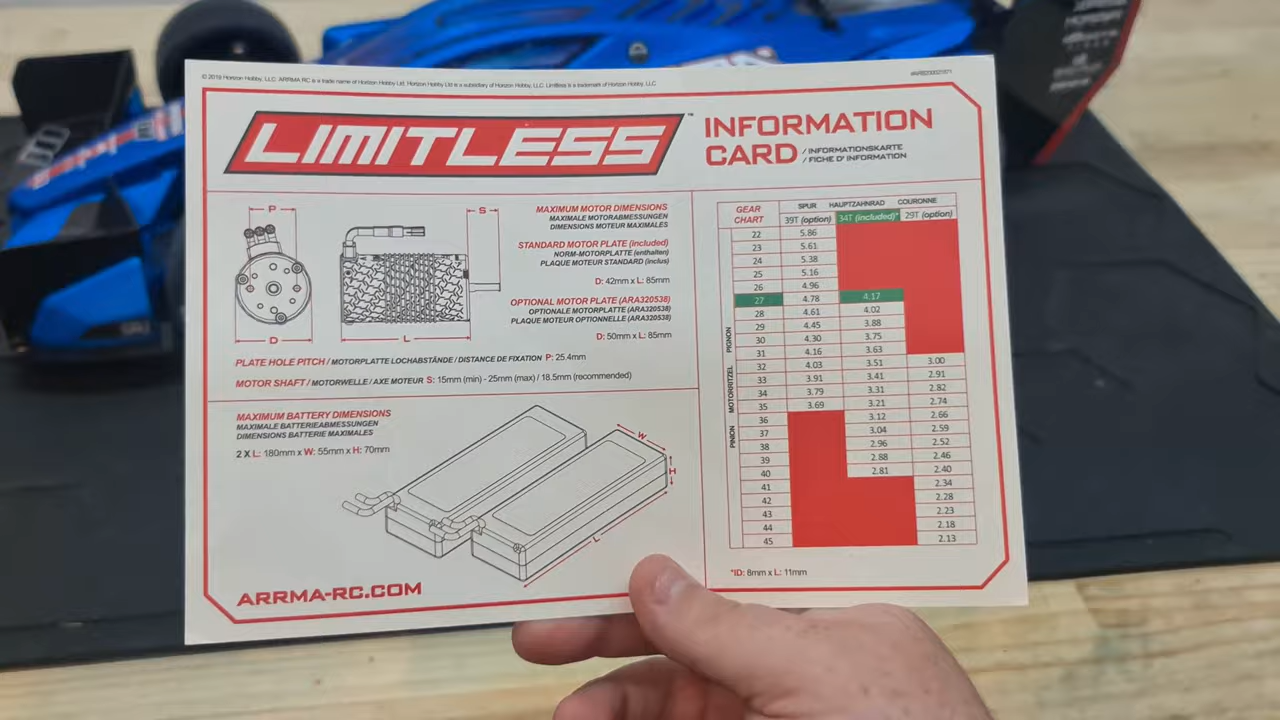 © 2019 Horizon Hobby, LLC. ARRMA RC is a trade name of Horizon Hobby Ltd. Horizon Hobby Ltd is a subsidiary of Horizon Hobby, LLC. Limitless is a trademark of Horizon Hobby, LLC.
LIMITLESS™
INFORMATION
CARD / INFORMATIONSKARTE
/ FICHE D' INFORMATION
P
S
D
L
MAXIMUM MOTOR DIMENSIONS
MAXIMALE MOTORABMESSUNGEN
DIMENSIONS MOTEUR MAXIMALES
STANDARD MOTOR PLATE (included)
NORM-MOTORPLATTE (enthalten)
PLAQUE MOTEUR STANDARD (inclus)
D: 42mm x L: 85mm
OPTIONAL MOTOR PLATE (ARA320538)
OPTIONALE MOTORPLATTE (ARA320538)
PLAQUE MOTEUR OPTIONNELLE (ARA320538)
D: 50mm x L: 85mm
PLATE HOLE PITCH / MOTORPLATTE LOCHABSTÄNDE / DISTANCE DE FIXATION P: 25.4mm
MOTOR SHAFT / MOTORWELLE / AXE MOTEUR S: 15mm (min) - 25mm (max) / 18.5mm (recommended)
MAXIMUM BATTERY DIMENSIONS
MAXIMALE BATTERIEABMESSUNGEN
DIMENSIONS BATTERIE MAXIMALES
2 X L: 180mm x W: 55mm x H: 70mm
W
H
L
ARRMA-RC.COM
GEAR CHART SPUR HAUPTZAHNRAD COURONNE
39T (option) 34T (included)* 29T (option)
22 5.86
23 5.61
24 5.38
25 5.16
26 4.96
27 4.78 4.17
28 4.61 4.02
29 4.45 3.88
30 4.30 3.75
31 4.16 3.63
32 4.03 3.51 3.00
33 3.91 3.41 2.91
34 3.79 3.31 2.82
35 3.69 3.21 2.74
36 3.12 2.66
37 3.04 2.59
38 2.96 2.52
39 2.88 2.46
40 2.81 2.40
41 2.34
42 2.28
43 2.23
44 2.18
45 2.13
PINION MOTORRITZEL PIGNON
*ID: 8mm x L: 11mm